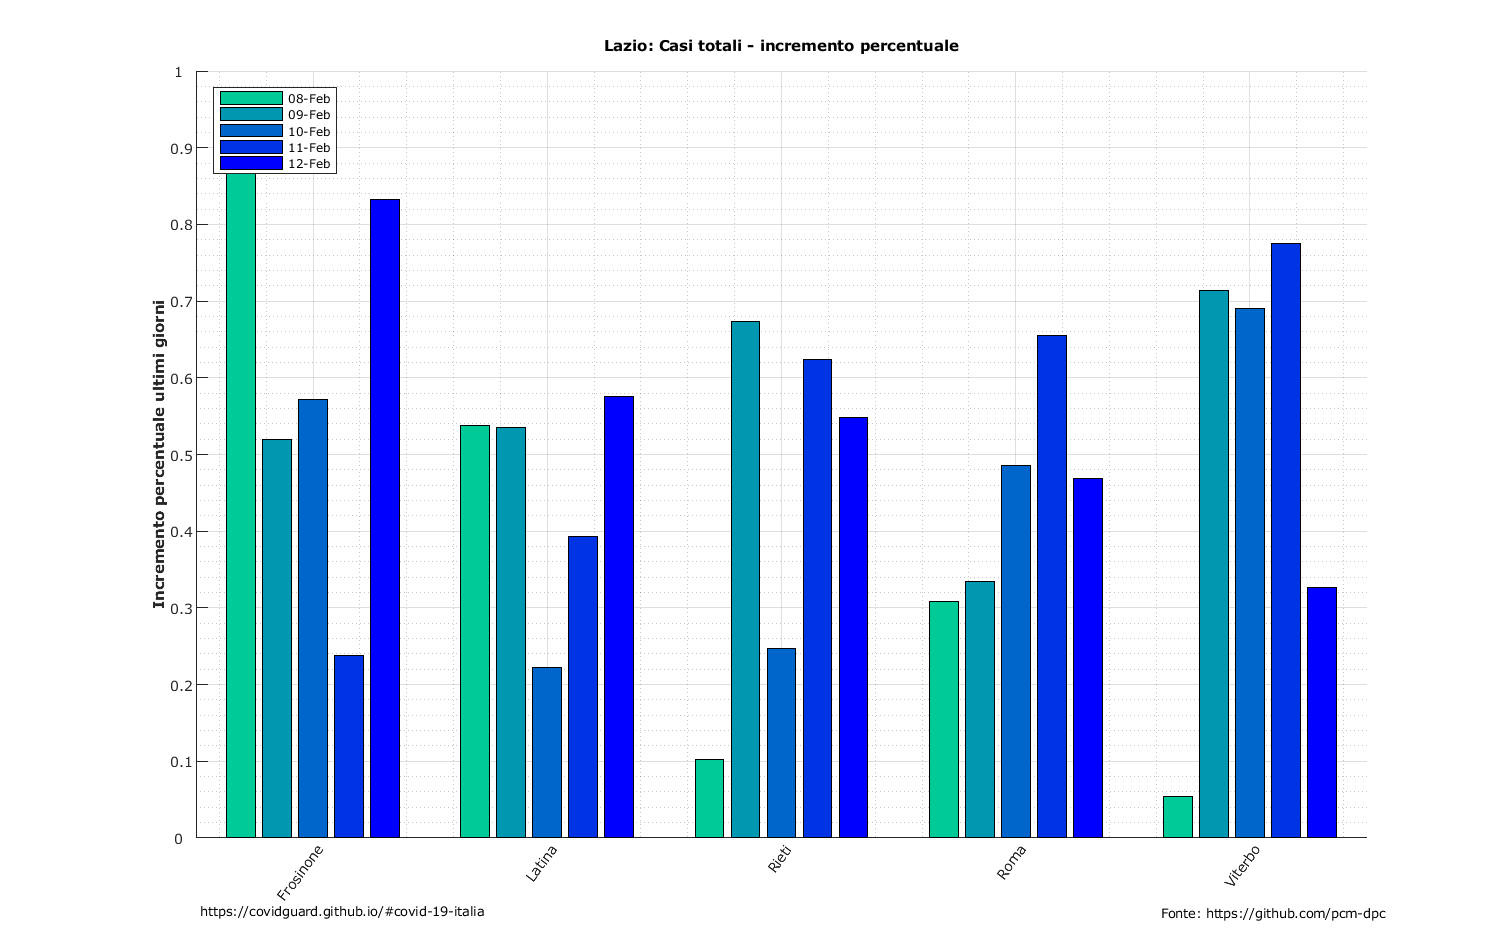 Lazio: Casi totali - incremento percentuale
Incremento percentuale ultimi giorni
1
0.9
0.8
0.7
0.6
0.5
0.4
0.3
0.2
0.1
0
08-Feb
09-Feb
10-Feb
11-Feb
12-Feb
Frosinone
Latina
Rieti
Roma
Viterbo
https://covidguard.github.io/#covid-19-italia
Fonte: https://github.com/pcm-dpc